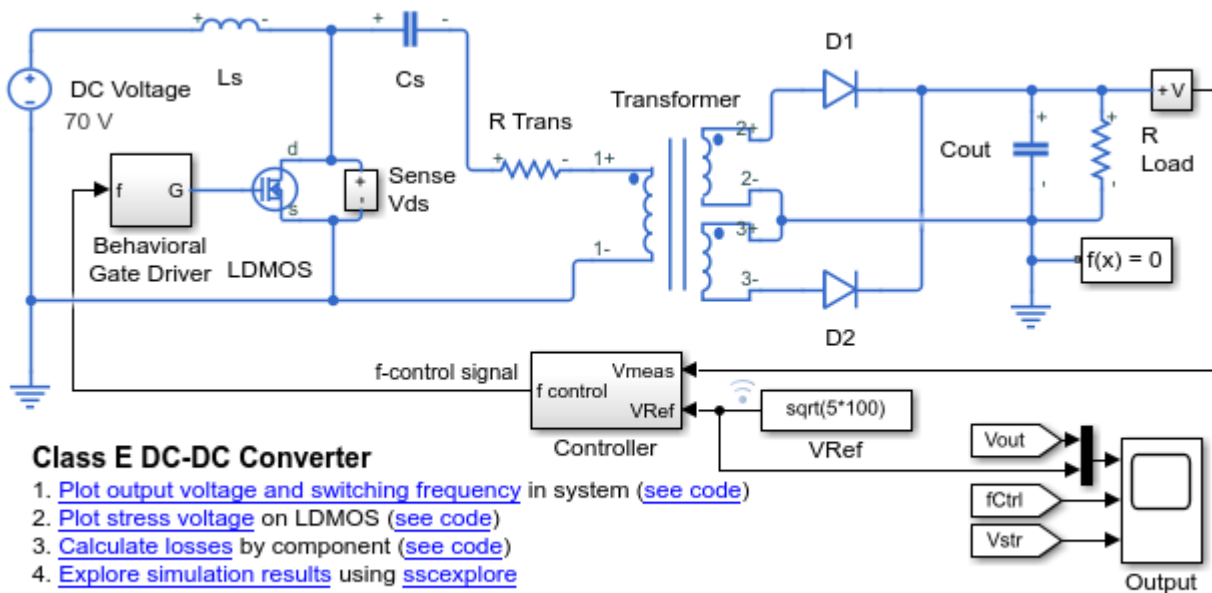 + -
Ls
+ -
Cs
D1
+
-
DC Voltage
70 V
Transformer
R Trans
+ - 1+
2+
2-
3+
3-
1-
+ V
Cout
+
-
+
-
R
Load
d
s
+
-
Sense
Vds
f G
Behavioral
Gate Driver
LDMOS
f(x) = 0
D2
f-control signal
Vmeas
f control
VRef
Controller
sqrt(5*100)
VRef
Vout
fCtrl
Vstr
Output
Class E DC-DC Converter
1. Plot output voltage and switching frequency in system (see code)
2. Plot stress voltage on LDMOS (see code)
3. Calculate losses by component (see code)
4. Explore simulation results using sscexplore